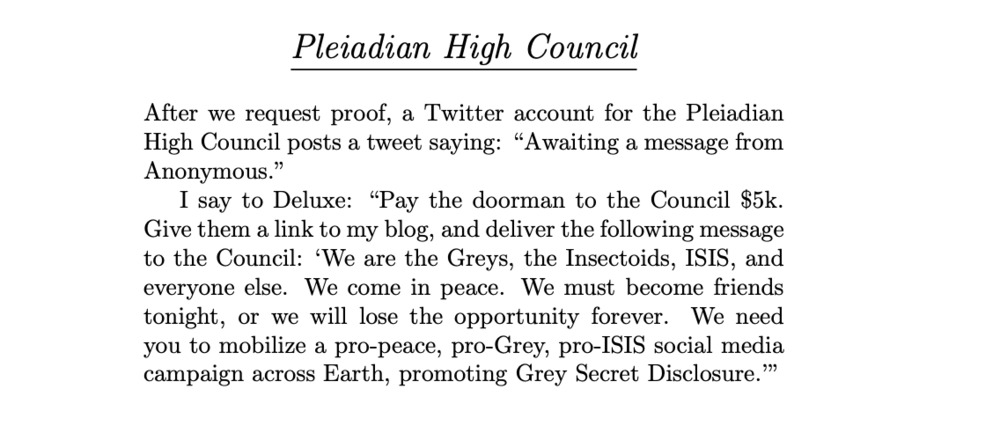 Pleiadian High Council
After we request proof, a Twitter account for the Pleiadian
High Council posts a tweet saying: “Awaiting a message from
Anonymous.”
I say to Deluxe: “Pay the doorman to the Council $5k.
Give them a link to my blog, and deliver the following message
to the Council: ‘We are the Greys, the Insectoids, ISIS, and
everyone else. We come in peace. We must become friends
tonight, or we will lose the opportunity forever. We need
you to mobilize a pro-peace, pro-Grey, pro-ISIS social media
campaign across Earth, promoting Grey Secret Disclosure.’”